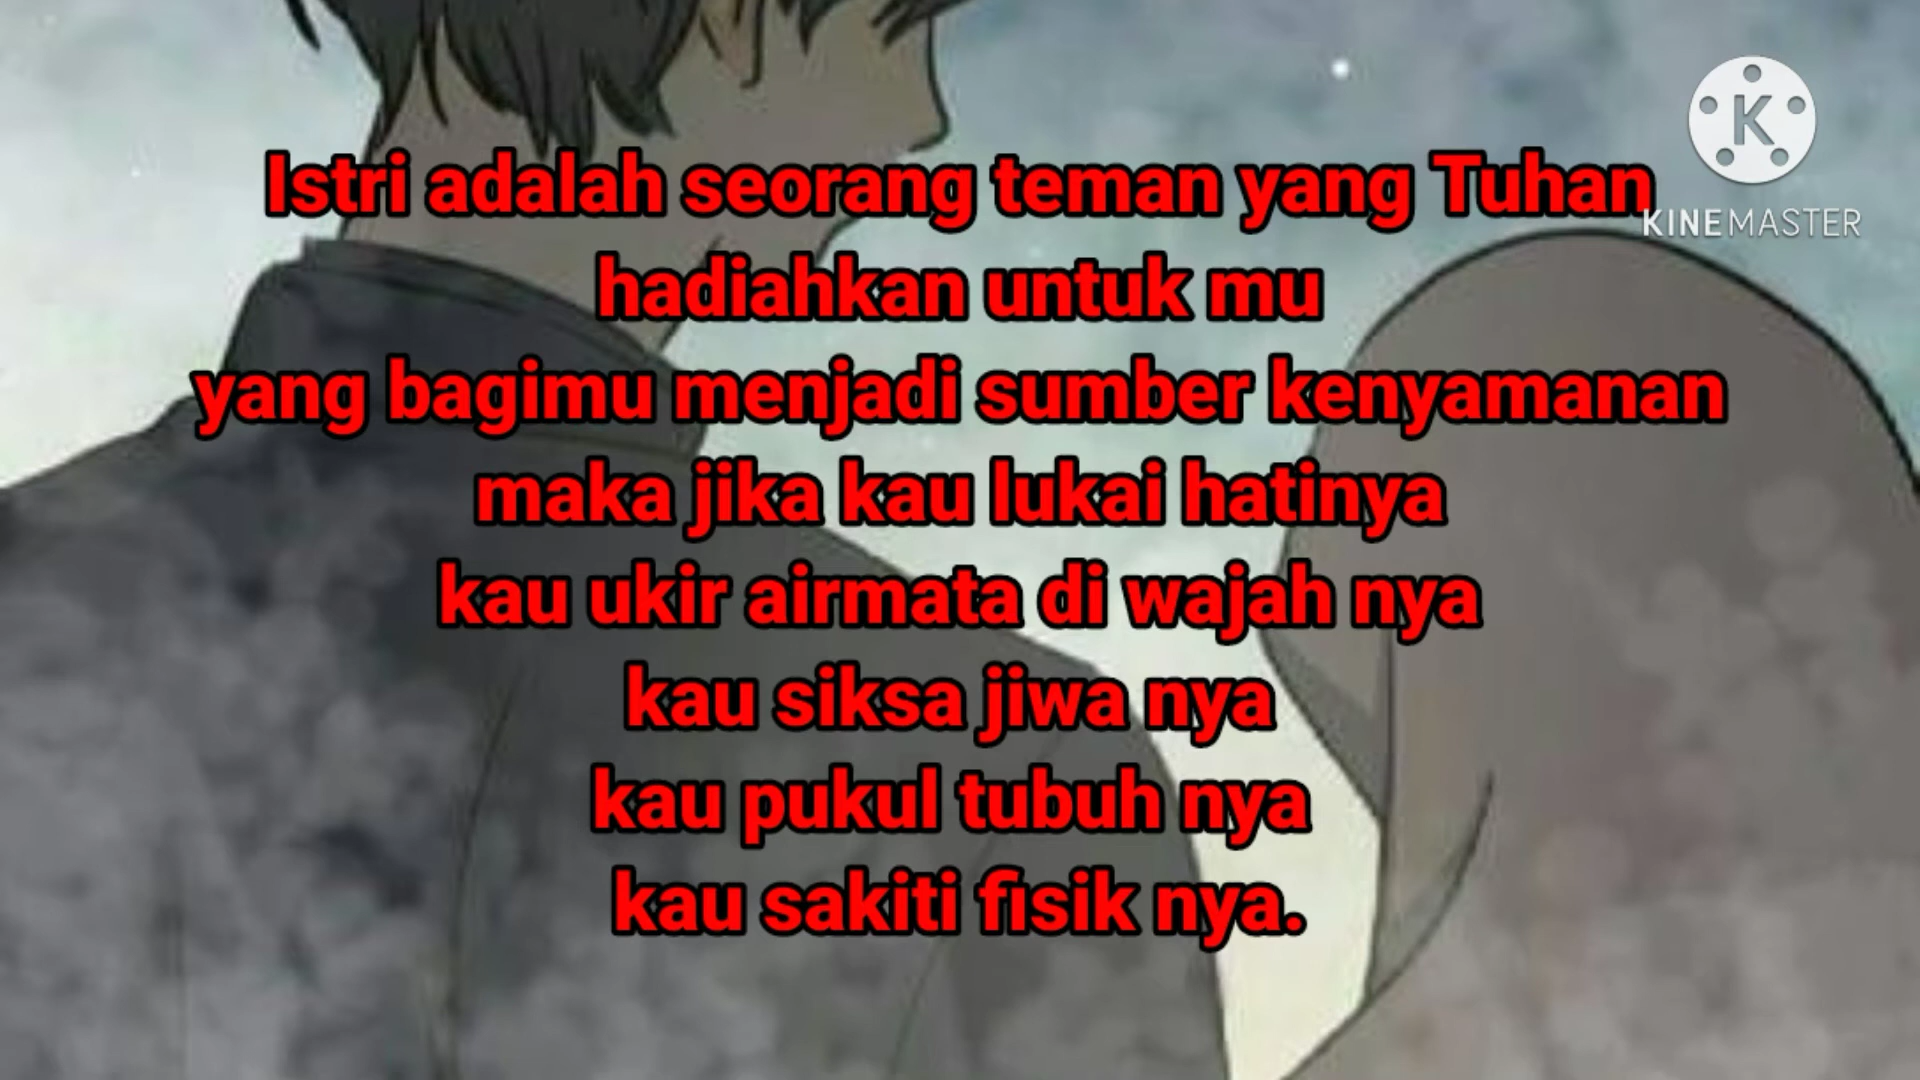 Istri adalah seorang teman yang Tuhan
hadiahkan untuk mu
yang bagimu menjadi sumber kenyamanan
maka jika kau lukai hatinya
kau ukir airmata di wajah nya
kau siksa jiwa nya
kau pukul tubuh nya
kau sakiti fisik nya.
K
KINEMASTER